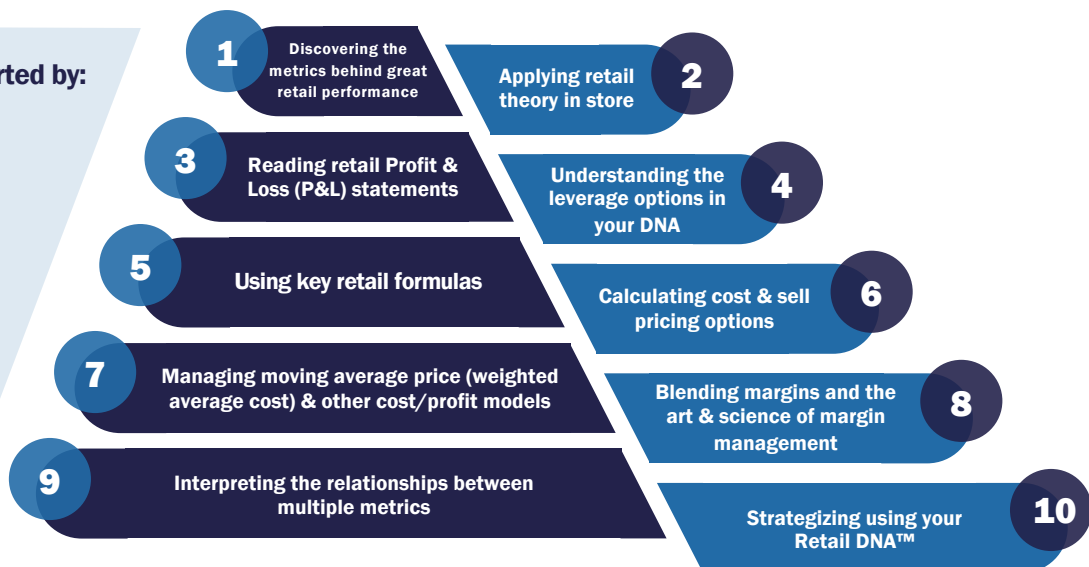 rted by:
1
Discovering the
metrics behind great
retail performance
Applying retail
theory in store
2
3
Reading retail Profit &
Loss (P&L) statements
Understanding the
leverage options in
your DNA
4
5
Using key retail formulas
Calculating cost & sell
pricing options
6
7
Managing moving average price (weighted
average cost) & other cost/profit models
Blending margins and the
art & science of margin
management
8
9
Interpreting the relationships between
multiple metrics
Strategizing using your
Retail DNA™
10